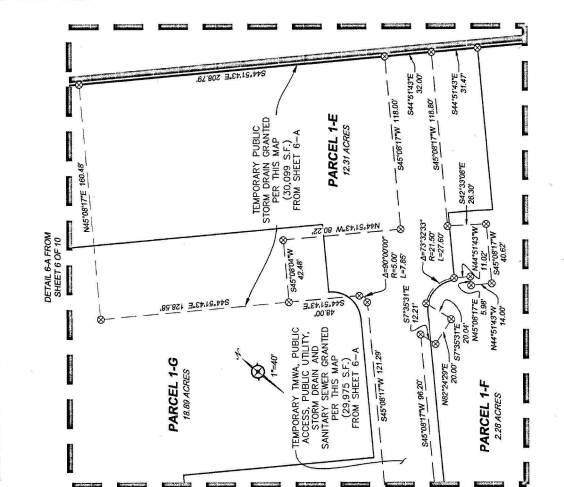 DETAIL 6-A FROM
SHEET 6 OF 10
S44°51'43"E 208.79'
N45°08'17"E 160.48'
TEMPORARY PUBLIC
STORM DRAIN GRANTED
PER THIS MAP
(30,099 S.F.)
FROM SHEET 6-A
PARCEL 1-E
12.31 ACRES
S45°08'17"W 118.00'
S44°51'43"E
32.00'
S45°08'17"W 118.80'
S44°51'43"E
31.47'
S42°33'06"E
26.30'
N44°51'43"W 80.22'
S45°08'04"W
42.48'
S44°51'43"E 128.58'
S44°51'43"E
48.00'
Δ=90°00'00"
R=5.00'
L=7.85'
Δ=73°32'33"
R=21.50'
L=27.60'
N44°51'43"W
11.02'
S45°08'17"W
40.62'
N45°08'17"E
5.98'
N44°51'43"W
14.00'
S7°35'31"E
12.21'
S7°35'31"E
20.04'
N82°24'29"E
20.00'
PARCEL 1-G
18.89 ACRES
1"=40'
TEMPORARY TMWA, PUBLIC
ACCESS, PUBLIC UTILITY,
STORM DRAIN AND
SANITARY SEWER GRANTED
PER THIS MAP
(29,975 S.F.)
FROM SHEET 6-A
S45°08'17"W 121.29'
S45°08'17"W 96.20'
PARCEL 1-F
2.28 ACRES